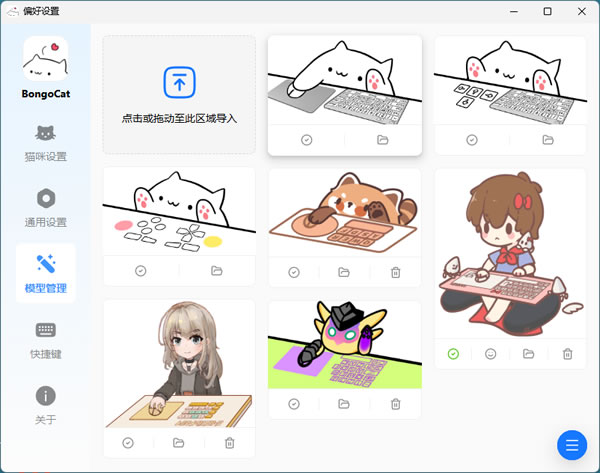 偏好设置
BongoCat
猫咪设置
通用设置
模型管理
快捷键
关于
点击或拖动至此区域导入